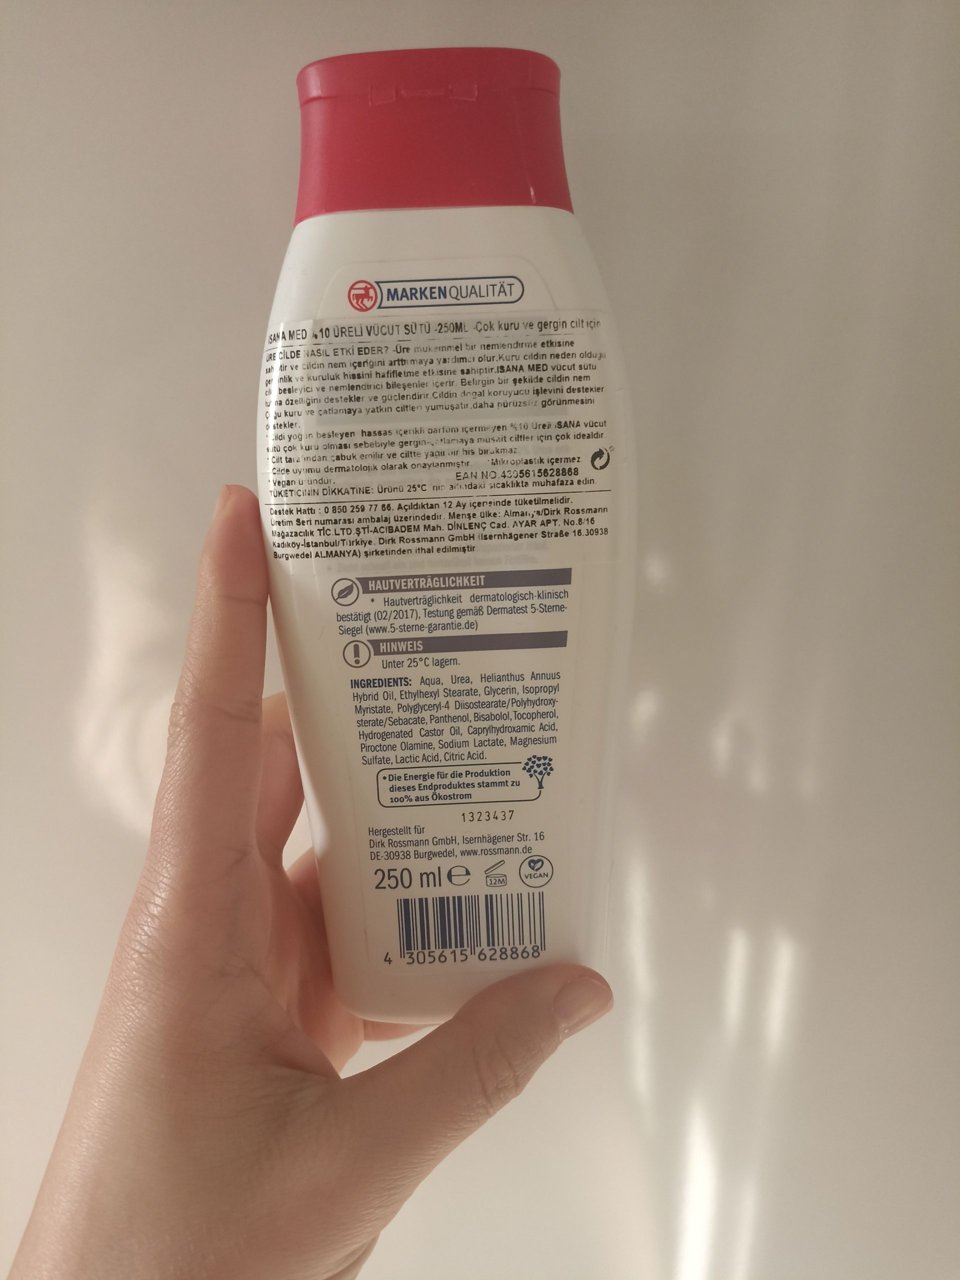 MARKENQUALITÄT
ISANA MED %10 ÜRELİ VÜCUT SÜTÜ -250ML -Çok kuru ve gergin cilt için
ÜRE CİLDE NASIL ETKİ EDER? -Üre mükemmel bir nemlendirme etkisine
sahiptir ve cildin nem içeriğini arttırmaya yardımcı olur.Kuru cildin neden olduğu
gerginlik ve kuruluk hissini hafifletme etkisine sahiptir.ISANA MED vücut sütü
besleyici ve nemlendirici bileşenler içerir. Belirgin bir şekilde cildin nem
tutma özelliğini destekler ve güçlendirir.Cildin doğal koruyucu işlevini destekler
Çoğu kuru ve çatlamaya yatkın ciltleri yumuşatır,daha pürüzsüz görünmesini
destekler.
* Cildi yoğun besleyen hassas içerikli parfüm içermeyen %10 Üreli ISANA vücut
sütü çok kuru olması sebebiyle gergin-çatlamaya müsait ciltler için çok idealdir
* Cilt tarafından çabuk emilir ve ciltte yağlı bir his bırakmaz.
* Cilde uyumu dermatolojik olarak onaylanmıştır. *Mikroplastik içermez
* Vegan üründür. EAN NO:4305615628868
TÜKETİCİNİN DİKKATİNE: Ürünü 25°C 'nin altındaki sıcaklıkta muhafaza edin.
Destek Hattı : 0 850 259 77 66. Açıldıktan 12 Ay içerisinde tüketilmelidir.
Üretim Seri numarası ambalaj üzerindedir. Menşe ülke: Almanya/Dirk Rossmann
Mağazacılık TİC.LTD.ŞTİ-ACIBADEM Mah. DİNLENÇ Cad. AYAR APT. No.8/16
Kadıköy-İstanbul/Türkiye. Dirk Rossmann GmbH (Isernhägener Straße 16.30938
Burgwedel ALMANYA) şirketinden ithal edilmiştir
HAUTVERTRÄGLICHKEIT
* Hautverträglichkeit dermatologisch-klinisch
bestätigt (02/2017), Testung gemäß Dermatest 5-Sterne-
Siegel (www.5-sterne-garantie.de)
HINWEIS
Unter 25°C lagern.
INGREDIENTS: Aqua, Urea, Helianthus Annuus
Hybrid Oil, Ethylhexyl Stearate, Glycerin, Isopropyl
Myristate, Polyglyceryl-4 Diisostearate/Polyhydroxy-
sterate/Sebacate, Panthenol, Bisabolol, Tocopherol,
Hydrogenated Castor Oil, Caprylhydroxamic Acid,
Piroctone Olamine, Sodium Lactate, Magnesium
Sulfate, Lactic Acid, Citric Acid.
• Die Energie für die Produktion
dieses Endproduktes stammt zu
100% aus Ökostrom
1323437
Hergestellt für
Dirk Rossmann GmbH, Isernhägener Str. 16
DE-30938 Burgwedel, www.rossmann.de
250 ml e 12M VEGAN
4 305615 628868